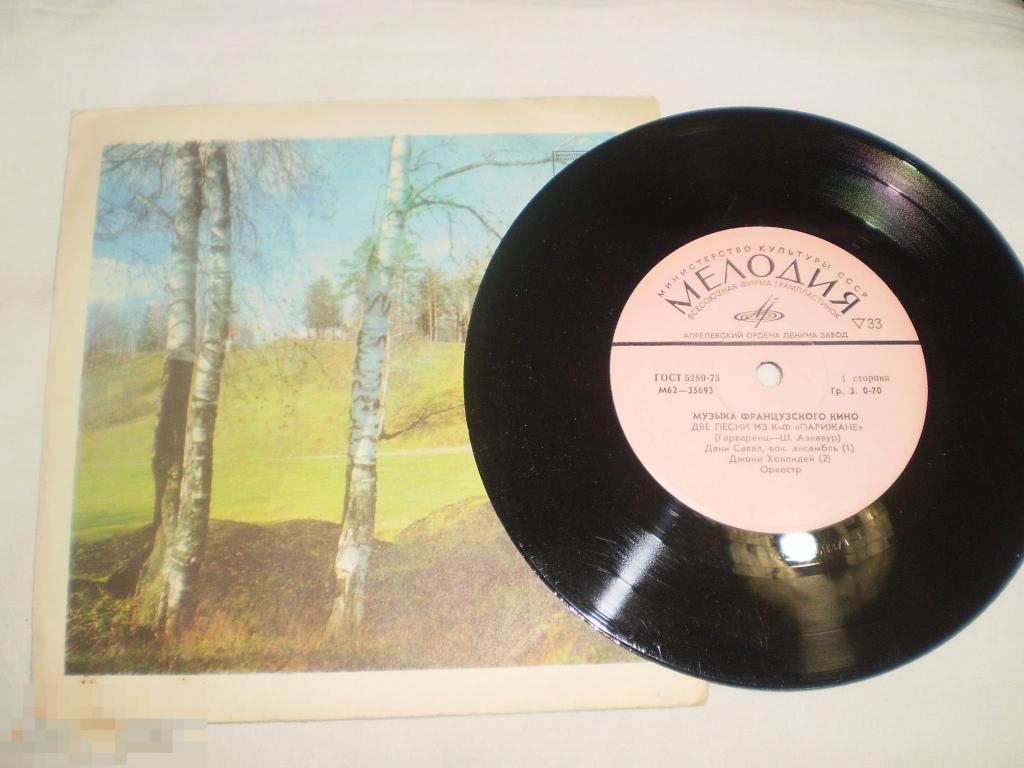 МИНИСТЕРСТВО КУЛЬТУРЫ СССР
МЕЛОДИЯ
ВСЕСОЮЗНАЯ ФИРМА ГРАМПЛАСТИНОК
33
АПРЕЛЕВСКИЙ ОРДЕНА ЛЕНИНА ЗАВОД
ГОСТ 5289-73 1 сторона
М62—35693 Гр. 3. 0-70
МУЗЫКА ФРАНЦУЗСКОГО КИНО
ДВЕ ПЕСНИ ИЗ К-Ф «ПАРИЖАНЕ»
(Гарваренц—Ш. Азнавур)
Дани Савал, вок. ансамбль (1)
Джони Холлидей (2)
Оркестр